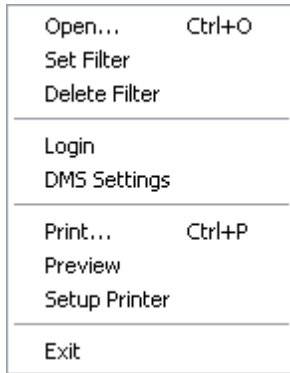 Open... Ctrl+O
Set Filter
Delete Filter
Login
DMS Settings
Print... Ctrl+P
Preview
Setup Printer
Exit